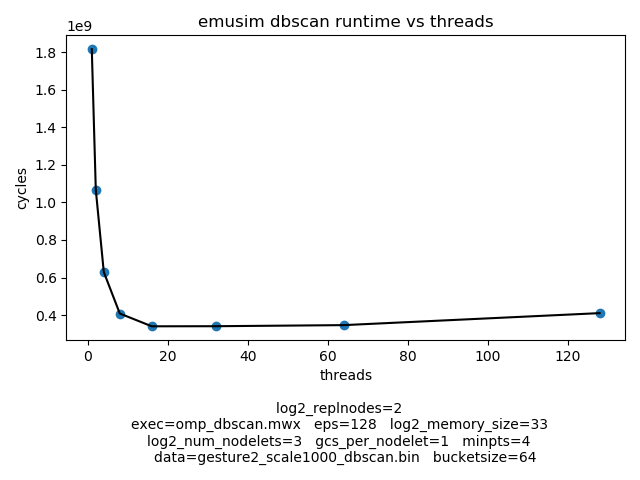 emusim dbscan runtime vs threads
1e9
1.8
1.6
1.4
1.2
1.0
0.8
0.6
0.4
cycles
0 20 40 60 80 100 120
threads
log2_replnodes=2
exec=omp_dbscan.mwx eps=128 log2_memory_size=33
log2_num_nodelets=3 gcs_per_nodelet=1 minpts=4
data=gesture2_scale1000_dbscan.bin bucketsize=64